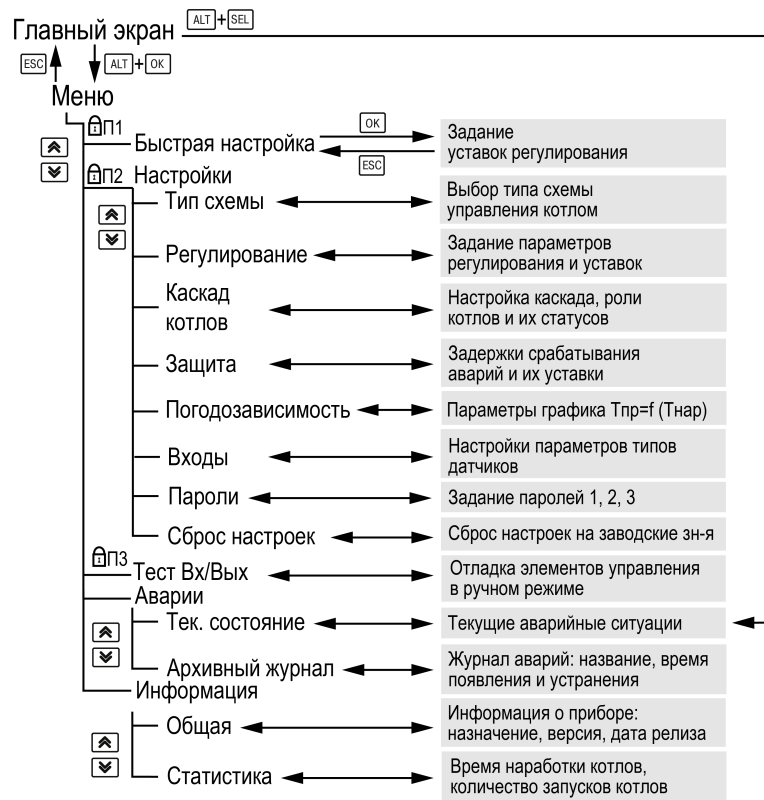 Главный экран
ALT+SEL
ESC
ALT+OK
Меню
П1
Быстрая настройка
OK
ESC
Задание
уставок регулирования
П2 Настройки
Тип схемы
Выбор типа схемы
управления котлом
Регулирование
Задание параметров
регулирования и уставок
Каскад
котлов
Настройка каскада, роли
котлов и их статусов
Защита
Задержки срабатывания
аварий и их уставки
Погодозависимость
Параметры графика Тпр=f (Тнар)
Входы
Настройки параметров типов
датчиков
Пароли
Задание паролей 1, 2, 3
Сброс настроек
Сброс настроек на заводские зн-я
П3
Тест Вх/Вых
Отладка элементов управления
в ручном режиме
Аварии
Тек. состояние
Текущие аварийные ситуации
Архивный журнал
Журнал аварий: название, время
появления и устранения
Информация
Общая
Информация о приборе:
назначение, версия, дата релиза
Статистика
Время наработки котлов,
количество запусков котлов